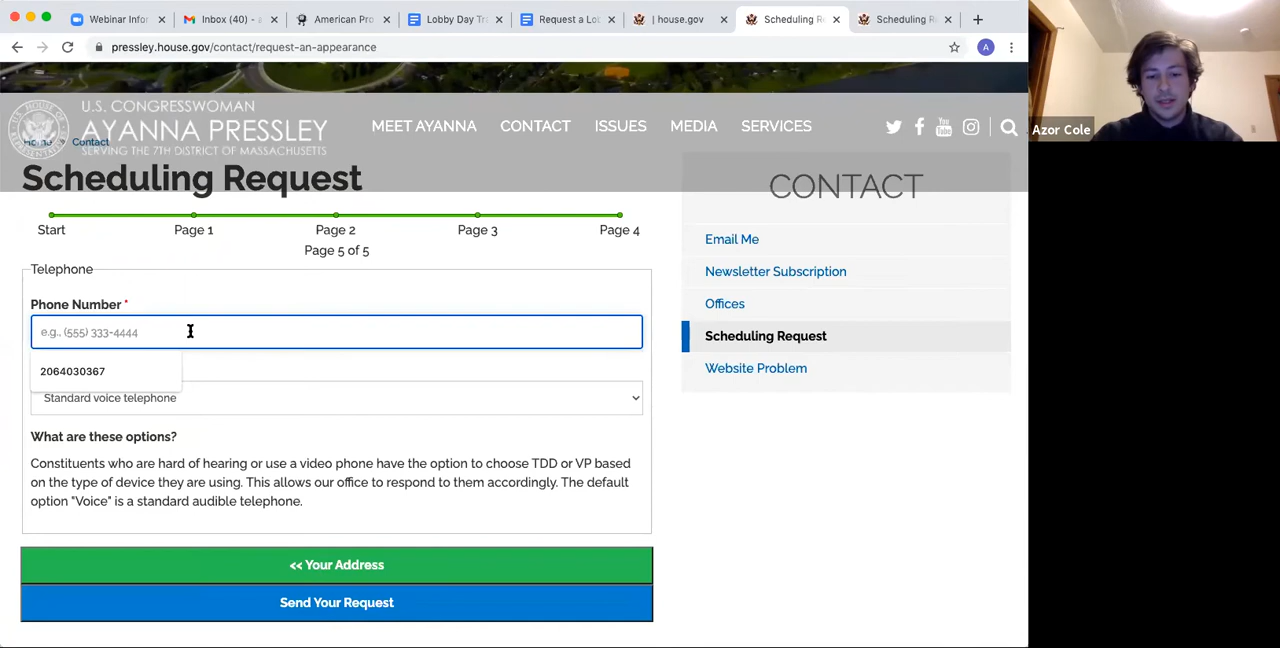 Webinar Infor
Inbox (40) - a
American Pro
Lobby Day Tra
Request a Lob
| house.gov
Scheduling Re
Scheduling Re
pressley.house.gov/contact/request-an-appearance
A
U.S. CONGRESSWOMAN
AYANNA PRESSLEY
SERVING THE 7TH DISTRICT OF MASSACHUSETTS
MEET AYANNA
CONTACT
ISSUES
MEDIA
SERVICES
Azor Cole
Home
Contact
Scheduling Request
Start
Page 1
Page 2
Page 3
Page 4
Page 5 of 5
Telephone
Phone Number *
e.g., (555) 333-4444
2064030367
Standard voice telephone
What are these options?
Constituents who are hard of hearing or use a video phone have the option to choose TDD or VP based
on the type of device they are using. This allows our office to respond to them accordingly. The default
option "Voice" is a standard audible telephone.
<< Your Address
Send Your Request
CONTACT
Email Me
Newsletter Subscription
Offices
Scheduling Request
Website Problem